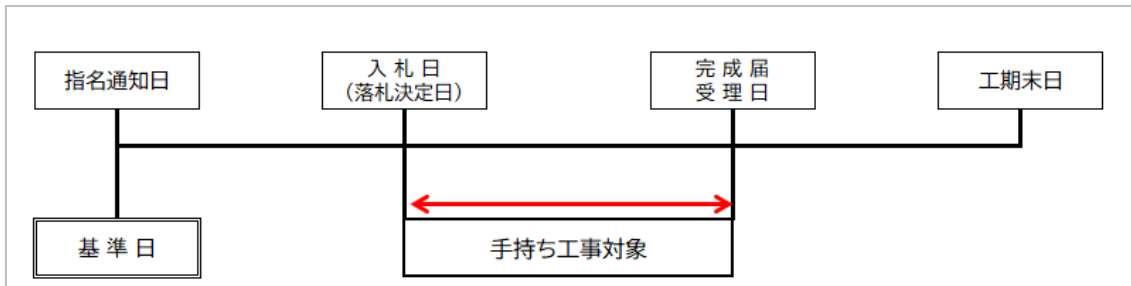 指名通知日
入札日
（落札決定日）
完成届
受理日
工期末日
基準日
手持ち工事対象